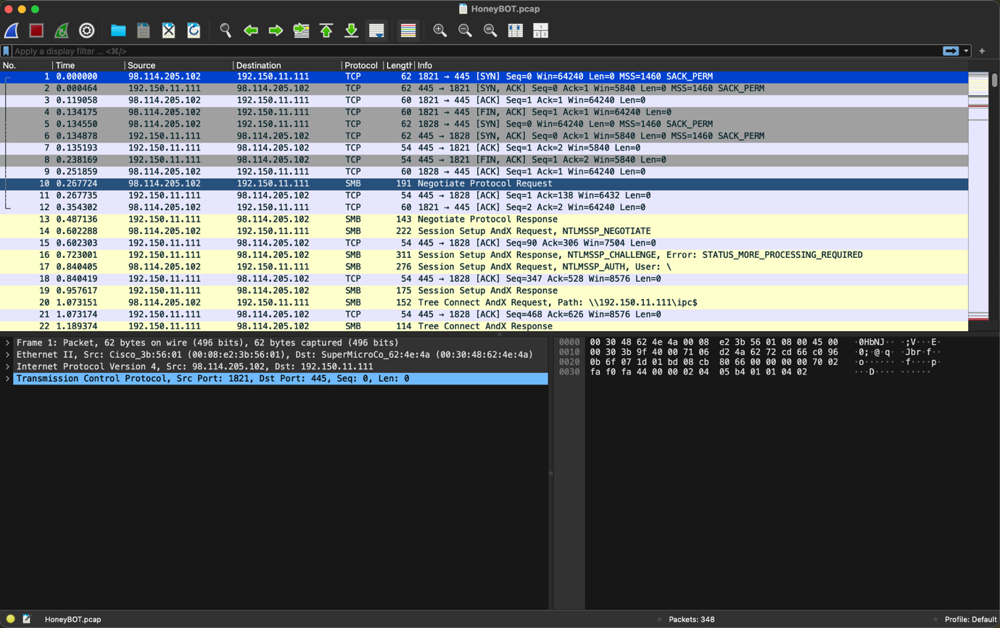 HoneyBOT.pcap
Apply a display filter ... <⌘/>
No. Time Source Destination Protocol Length Info
1 0.000000 98.114.205.102 192.150.11.111 TCP 62 1821 → 445 [SYN] Seq=0 Win=64240 Len=0 MSS=1460 SACK_PERM
2 0.000464 192.150.11.111 98.114.205.102 TCP 62 445 → 1821 [SYN, ACK] Seq=0 Ack=1 Win=5840 Len=0 MSS=1460 SACK_PERM
3 0.119058 98.114.205.102 192.150.11.111 TCP 60 1821 → 445 [ACK] Seq=1 Ack=1 Win=64240 Len=0
4 0.134175 98.114.205.102 192.150.11.111 TCP 60 1821 → 445 [FIN, ACK] Seq=1 Ack=1 Win=64240 Len=0
5 0.134550 98.114.205.102 192.150.11.111 TCP 62 1828 → 445 [SYN] Seq=0 Win=64240 Len=0 MSS=1460 SACK_PERM
6 0.134878 192.150.11.111 98.114.205.102 TCP 62 445 → 1828 [SYN, ACK] Seq=0 Ack=1 Win=5840 Len=0 MSS=1460 SACK_PERM
7 0.135193 192.150.11.111 98.114.205.102 TCP 54 445 → 1821 [ACK] Seq=1 Ack=2 Win=5840 Len=0
8 0.238169 192.150.11.111 98.114.205.102 TCP 54 445 → 1821 [FIN, ACK] Seq=1 Ack=2 Win=5840 Len=0
9 0.251859 98.114.205.102 192.150.11.111 TCP 60 1828 → 445 [ACK] Seq=1 Ack=1 Win=64240 Len=0
10 0.267724 98.114.205.102 192.150.11.111 SMB 191 Negotiate Protocol Request
11 0.267735 192.150.11.111 98.114.205.102 TCP 54 445 → 1828 [ACK] Seq=1 Ack=138 Win=6432 Len=0
12 0.354302 98.114.205.102 192.150.11.111 TCP 60 1821 → 445 [ACK] Seq=2 Ack=2 Win=64240 Len=0
13 0.487136 192.150.11.111 98.114.205.102 SMB 143 Negotiate Protocol Response
14 0.602288 98.114.205.102 192.150.11.111 SMB 222 Session Setup AndX Request, NTLMSSP_NEGOTIATE
15 0.602303 192.150.11.111 98.114.205.102 TCP 54 445 → 1828 [ACK] Seq=90 Ack=306 Win=7504 Len=0
16 0.723001 192.150.11.111 98.114.205.102 SMB 311 Session Setup AndX Response, NTLMSSP_CHALLENGE, Error: STATUS_MORE_PROCESSING_REQUIRED
17 0.840405 98.114.205.102 192.150.11.111 SMB 276 Session Setup AndX Request, NTLMSSP_AUTH, User: \
18 0.840419 192.150.11.111 98.114.205.102 TCP 54 445 → 1828 [ACK] Seq=347 Ack=528 Win=8576 Len=0
19 0.957617 192.150.11.111 98.114.205.102 SMB 175 Session Setup AndX Response
20 1.073151 98.114.205.102 192.150.11.111 SMB 152 Tree Connect AndX Request, Path: \\192.150.11.111\ipc$
21 1.073174 192.150.11.111 98.114.205.102 TCP 54 445 → 1828 [ACK] Seq=468 Ack=626 Win=8576 Len=0
22 1.189374 192.150.11.111 98.114.205.102 SMB 114 Tree Connect AndX Response
Frame 1: Packet, 62 bytes on wire (496 bits), 62 bytes captured (496 bits)
Ethernet II, Src: Cisco_3b:56:01 (00:08:e2:3b:56:01), Dst: SuperMicroCo_62:4e:4a (00:30:48:62:4e:4a)
Internet Protocol Version 4, Src: 98.114.205.102, Dst: 192.150.11.111
Transmission Control Protocol, Src Port: 1821, Dst Port: 445, Seq: 0, Len: 0
0000 00 30 48 62 4e 4a 00 08 e2 3b 56 01 08 00 45 00 ·0HbNJ·· ·;V···E·
0010 00 30 3b 9f 40 00 71 06 d2 4a 62 72 cd 66 c0 96 ·0;·@·q· ·Jbr·f··
0020 0b 6f 07 1d 01 bd 08 cb 80 66 00 00 00 00 70 02 ·o······ ·f····p·
0030 fa f0 fa 44 00 00 02 04 05 b4 01 01 04 02 ···D···· ······
HoneyBOT.pcap
Packets: 348
Profile: Default